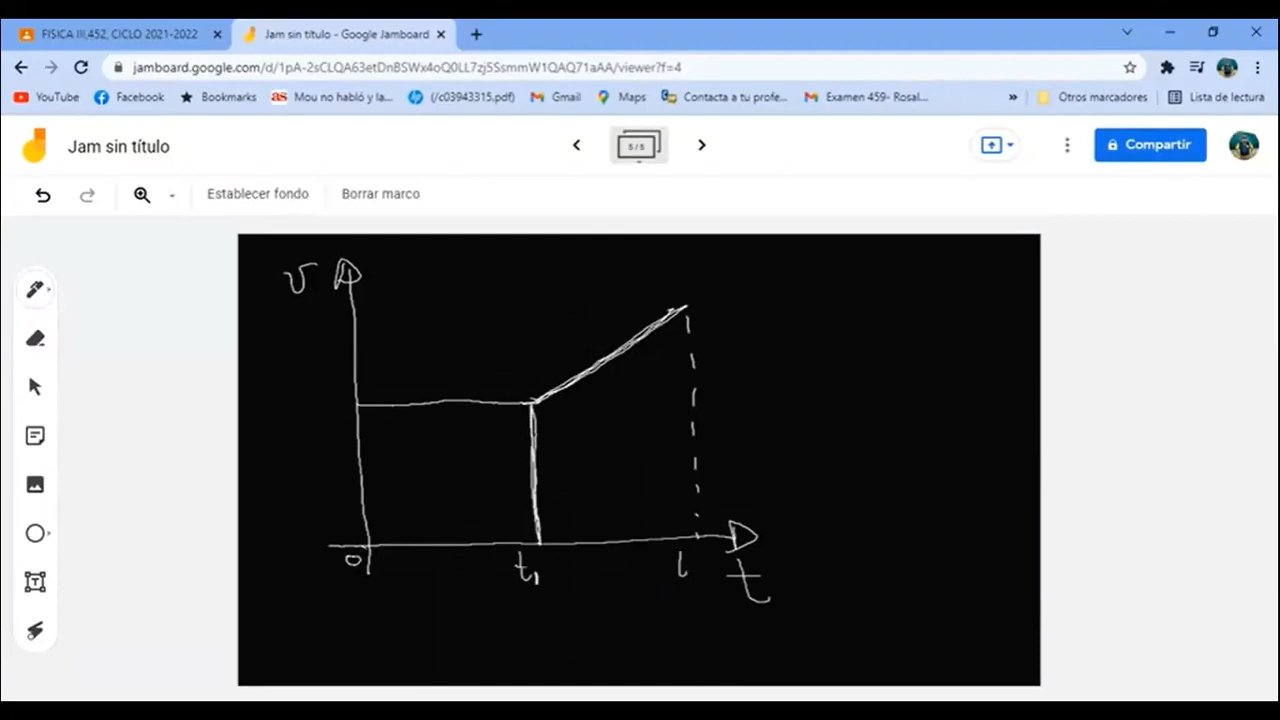 FISICA III,452, CICLO 2021-2022
Jam sin título - Google Jamboard
jamboard.google.com/d/1pA-2sCLQA63etDnBSWx4oQ0LL7zj5SsmmW1QAQ71aAA/viewer?f=4
YouTube Facebook Bookmarks as Mou no habló y la... hp (/c03943315.pdf) Gmail Maps Contacta a tu profe... Examen 459- Rosal... » Otros marcadores Lista de lectura
Jam sin título
5 / 5
Compartir
Establecer fondo Borrar marco
v
0 t₁
t